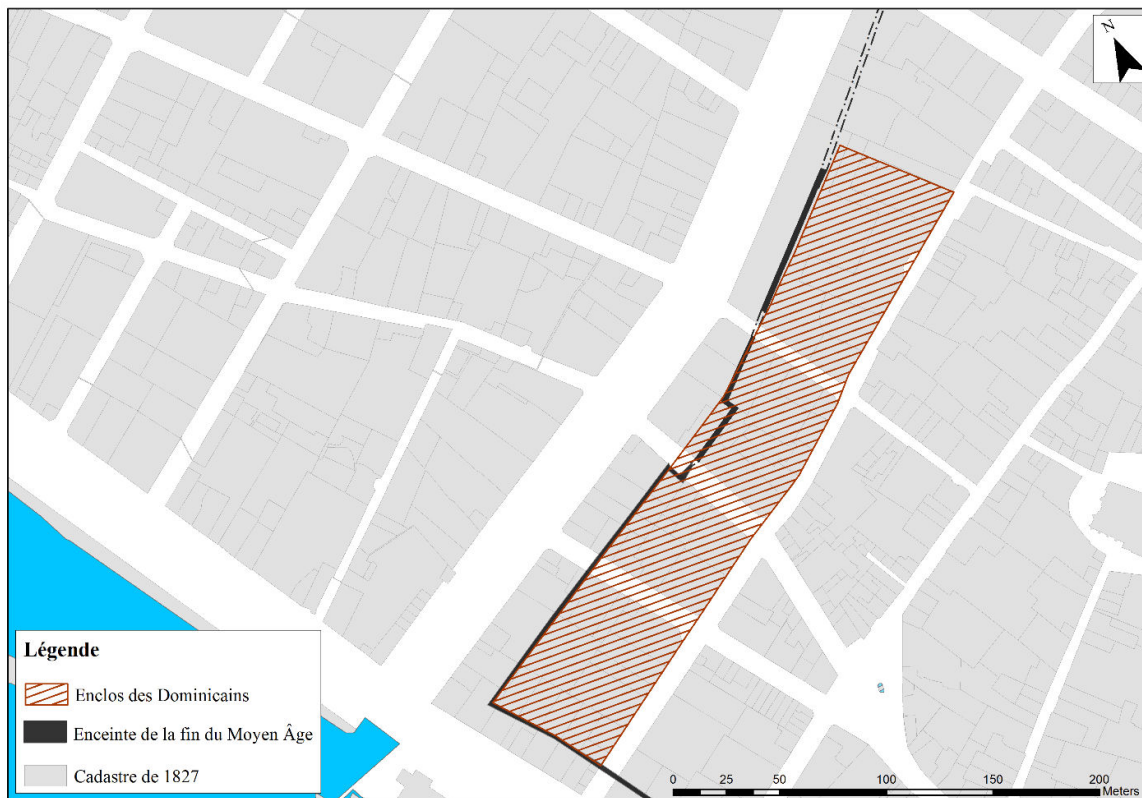 N
Légende
Enclos des Dominicains
Enceinte de la fin du Moyen Âge
Cadastre de 1827
0 25 50 100 150 200
Meters